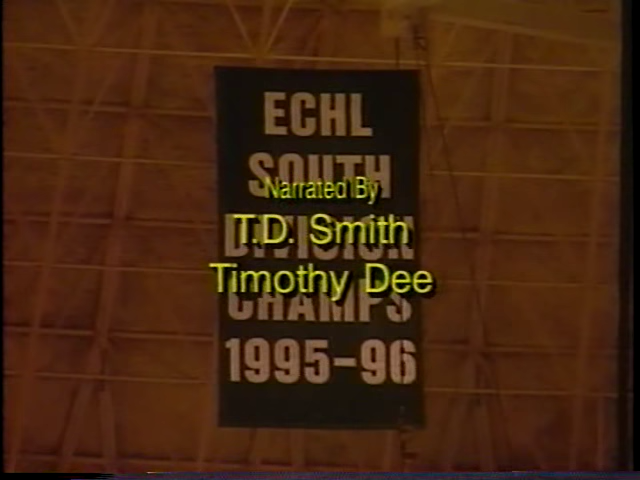 ECHL
SOUTH
Narrated By
DIVISION
T.D. Smith
Timothy Dee
CHAMPS
1995-96